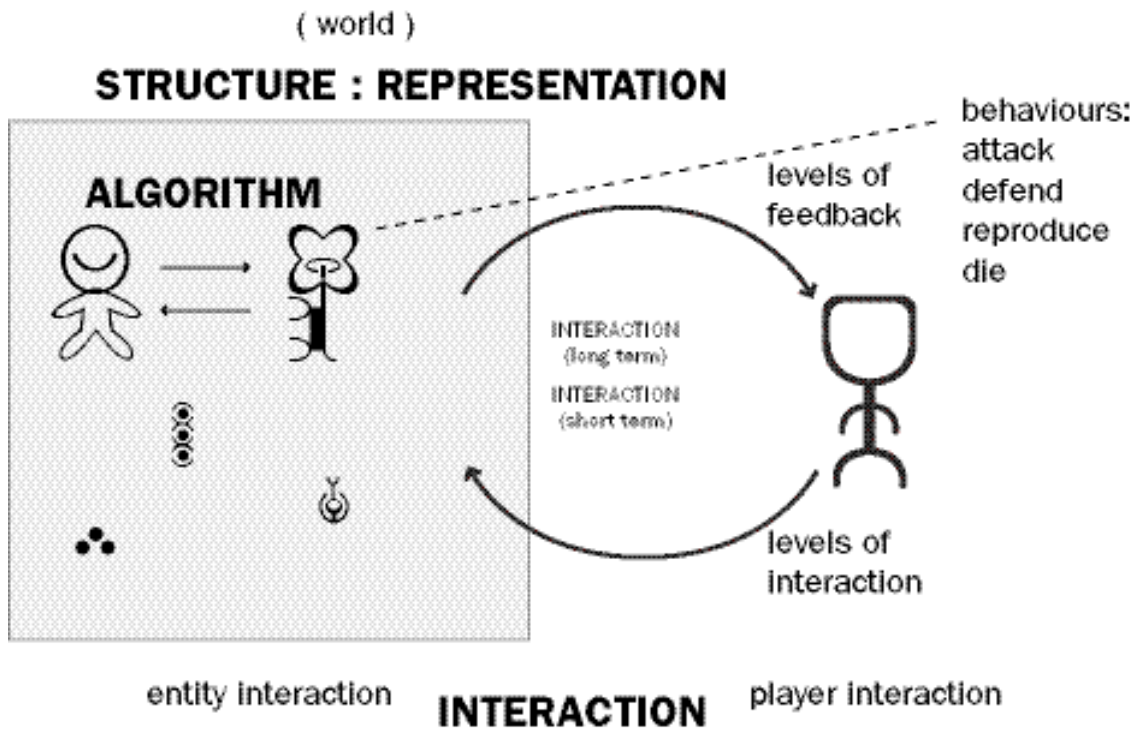 ( world )
STRUCTURE : REPRESENTATION
behaviours:
attack
defend
reproduce
die
ALGORITHM
levels of
feedback
INTERACTION
(long term)
INTERACTION
(short term)
levels of
interaction
entity interaction
INTERACTION
player interaction